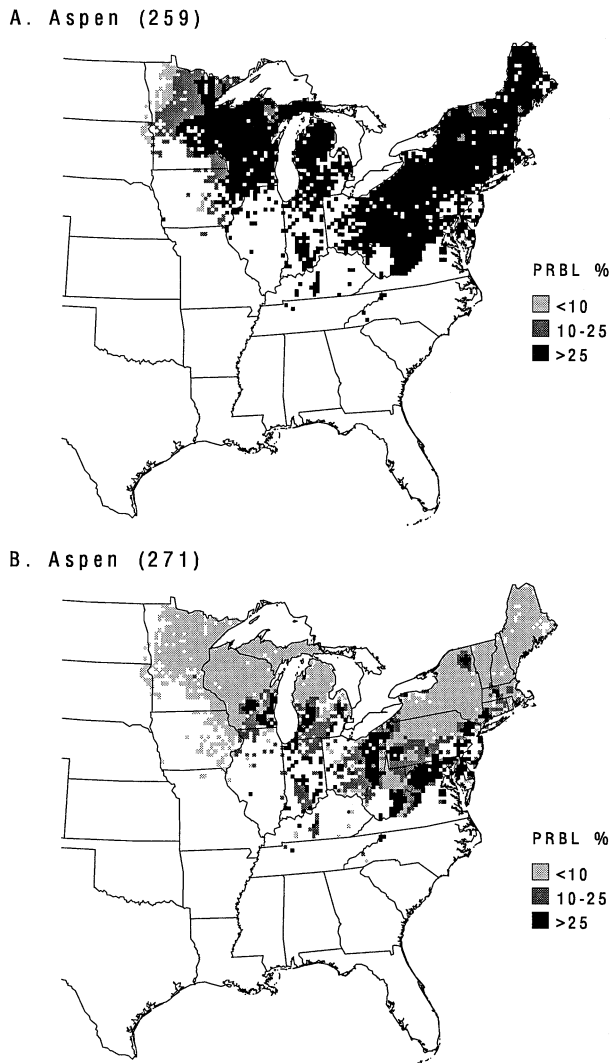 A. Aspen (259)
PRBL %
<10
10-25
>25
B. Aspen (271)
PRBL %
<10
10-25
>25